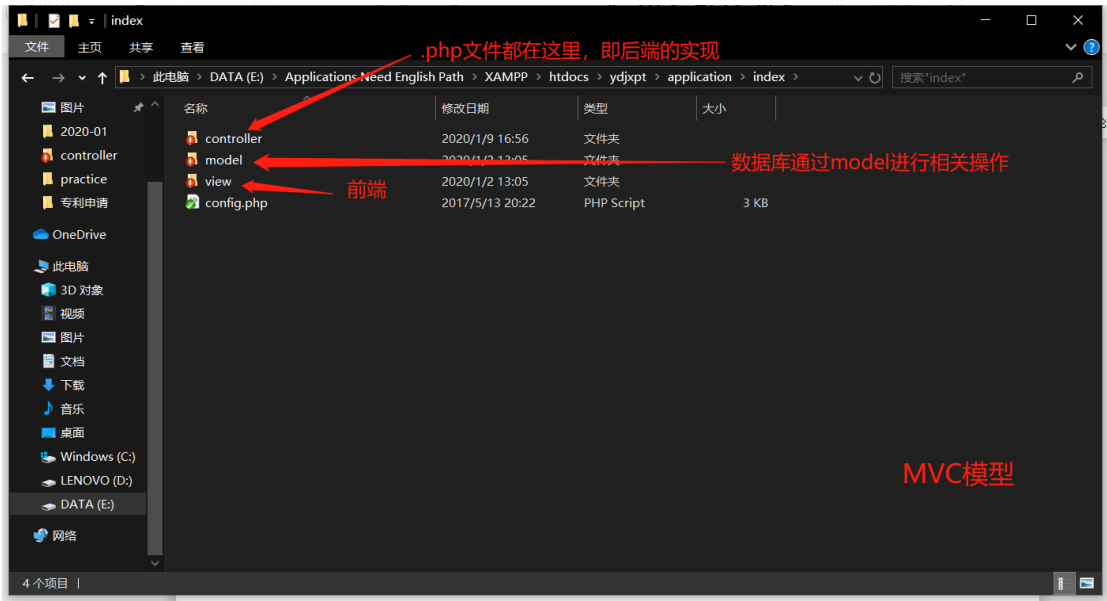 index
文件 主页 共享 查看
.php文件都在这里，即后端的实现
此电脑 > DATA (E:) > Applications Need English Path > XAMPP > htdocs > ydjxpt > application > index >
搜索"index"
名称 修改日期 类型 大小
controller 2020/1/9 16:56 文件夹
model 2020/1/2 13:05 文件夹
数据库通过model进行相关操作
view 2020/1/2 13:05 文件夹
前端
config.php 2017/5/13 20:22 PHP Script 3 KB
图片
2020-01
controller
practice
专利申请
OneDrive
此电脑
3D 对象
视频
图片
文档
下载
音乐
桌面
Windows (C:)
LENOVO (D:)
DATA (E:)
网络
MVC模型
4 个项目